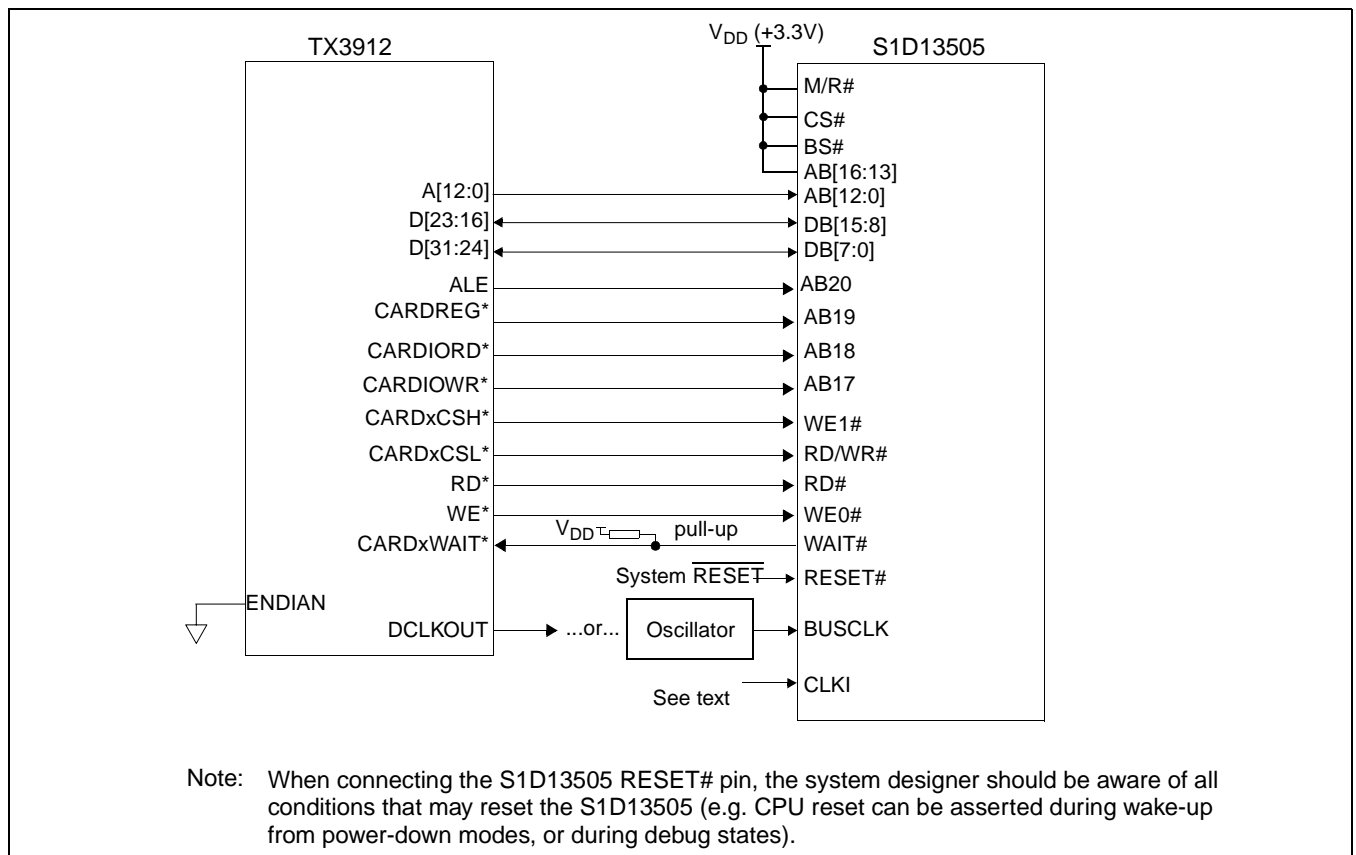 TX3912
V_DD (+3.3V)
S1D13505
M/R#
CS#
BS#
AB[16:13]
A[12:0] AB[12:0]
D[23:16] DB[15:8]
D[31:24] DB[7:0]
ALE AB20
CARDREG* AB19
CARDIORD* AB18
CARDIOWR* AB17
CARDxCSH* WE1#
CARDxCSL* RD/WR#
RD* RD#
WE* WE0#
V_DD pull-up
CARDxWAIT* WAIT#
System RESET RESET#
ENDIAN
DCLKOUT ...or... Oscillator BUSCLK
See text CLKI
Note: When connecting the S1D13505 RESET# pin, the system designer should be aware of all
conditions that may reset the S1D13505 (e.g. CPU reset can be asserted during wake-up
from power-down modes, or during debug states).